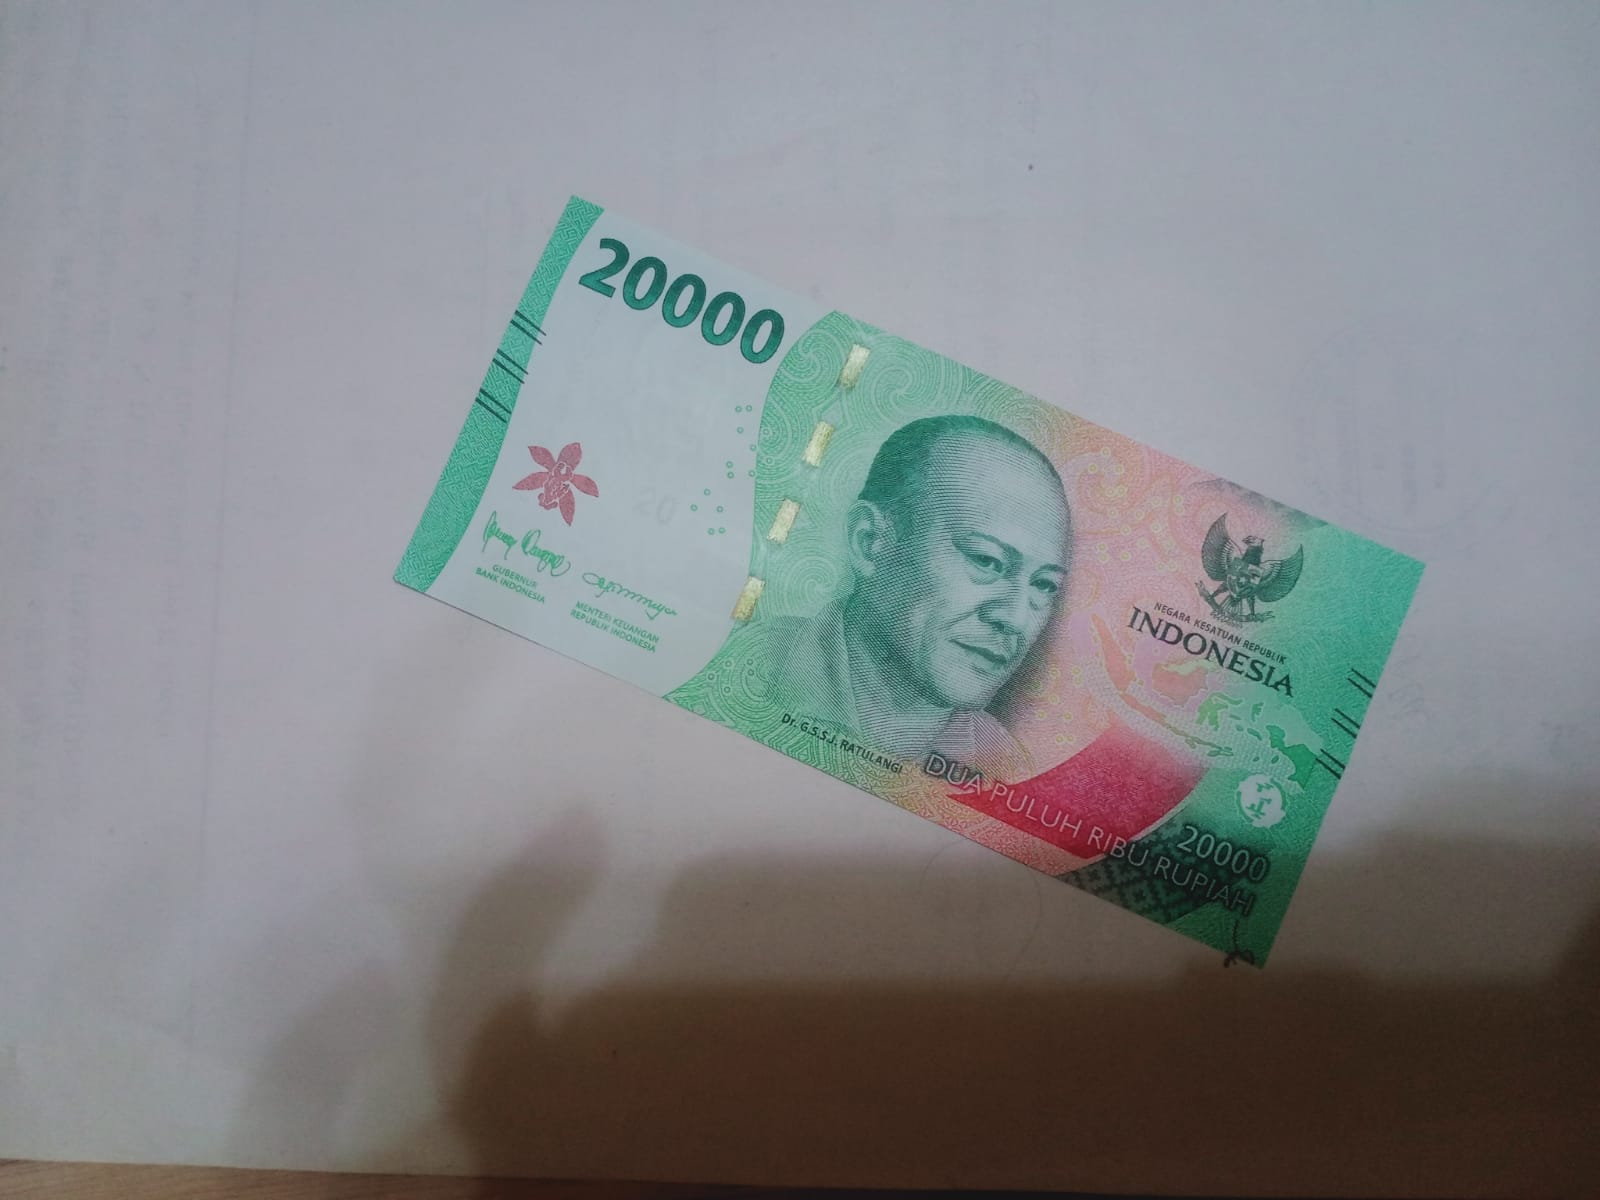 20000
GUBERNUR
BANK INDONESIA
MENTERI KEUANGAN
REPUBLIK INDONESIA
20
Dr. G.S.S.J. RATULANGI
NEGARA KESATUAN REPUBLIK
INDONESIA
DUA PULUH RIBU RUPIAH
20000